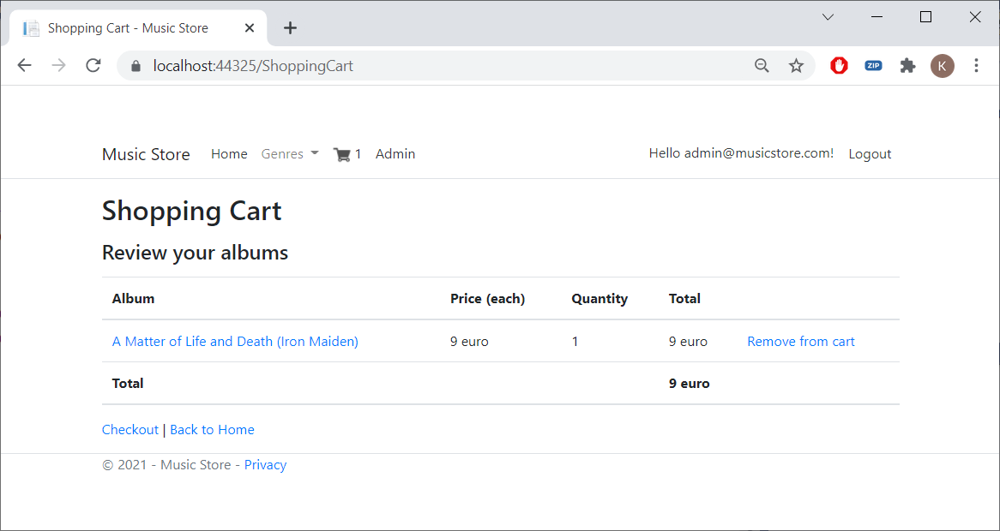 Shopping Cart - Music Store
localhost:44325/ShoppingCart
ZIP
K
Music Store Home Genres 1 Admin Hello admin@musicstore.com! Logout
Shopping Cart
Review your albums
Album Price (each) Quantity Total
A Matter of Life and Death (Iron Maiden) 9 euro 1 9 euro Remove from cart
Total 9 euro
Checkout | Back to Home
© 2021 - Music Store - Privacy